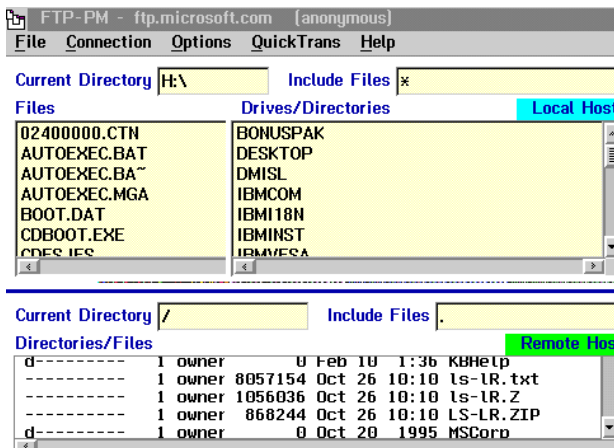 FTP-PM - ftp.microsoft.com (anonymous)
File Connection Options QuickTrans Help
Current Directory H:\ Include Files *
Files Drives/Directories Local Host
02400000.CTN BONUSPAK
AUTOEXEC.BAT DESKTOP
AUTOEXEC.BA~ DMISL
AUTOEXEC.MGA IBMCOM
BOOT.DAT IBMI18N
CDBOOT.EXE IBMINST
CDFS.IFS IBMVESA
Current Directory / Include Files .
Directories/Files Remote Hos
d--------- 1 owner 0 Feb 10 1:36 KBHelp
---------- 1 owner 8057154 Oct 26 10:10 ls-lR.txt
---------- 1 owner 1056036 Oct 26 10:10 ls-lR.Z
---------- 1 owner 868244 Oct 26 10:10 LS-LR.ZIP
d--------- 1 owner 0 Oct 20 1995 MSCorp